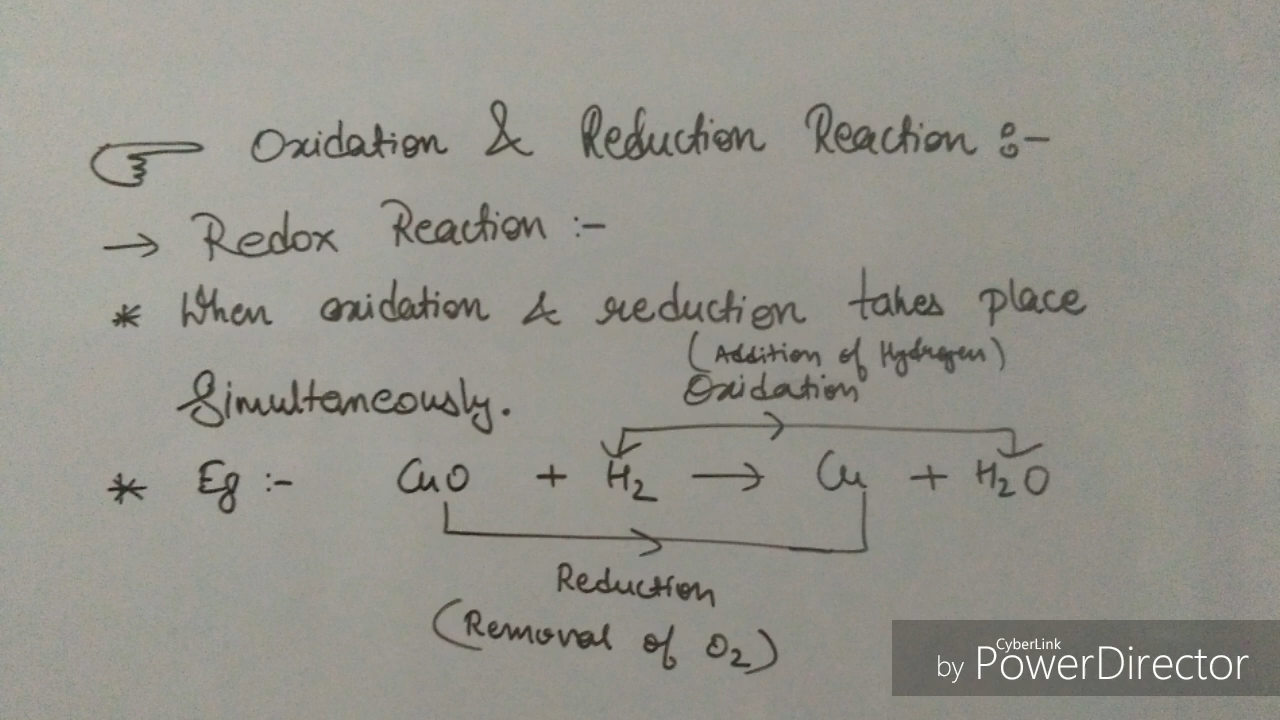 Oxidation & Reduction Reaction :-
→ Redox Reaction :-
* When oxidation & reduction takes place
Simultaneously.
(Addition of Hydrogen)
Oxidation
* Eg :- CuO + H₂ → Cu + H₂O
Reduction
(Removal of O₂)
CyberLink
by PowerDirector